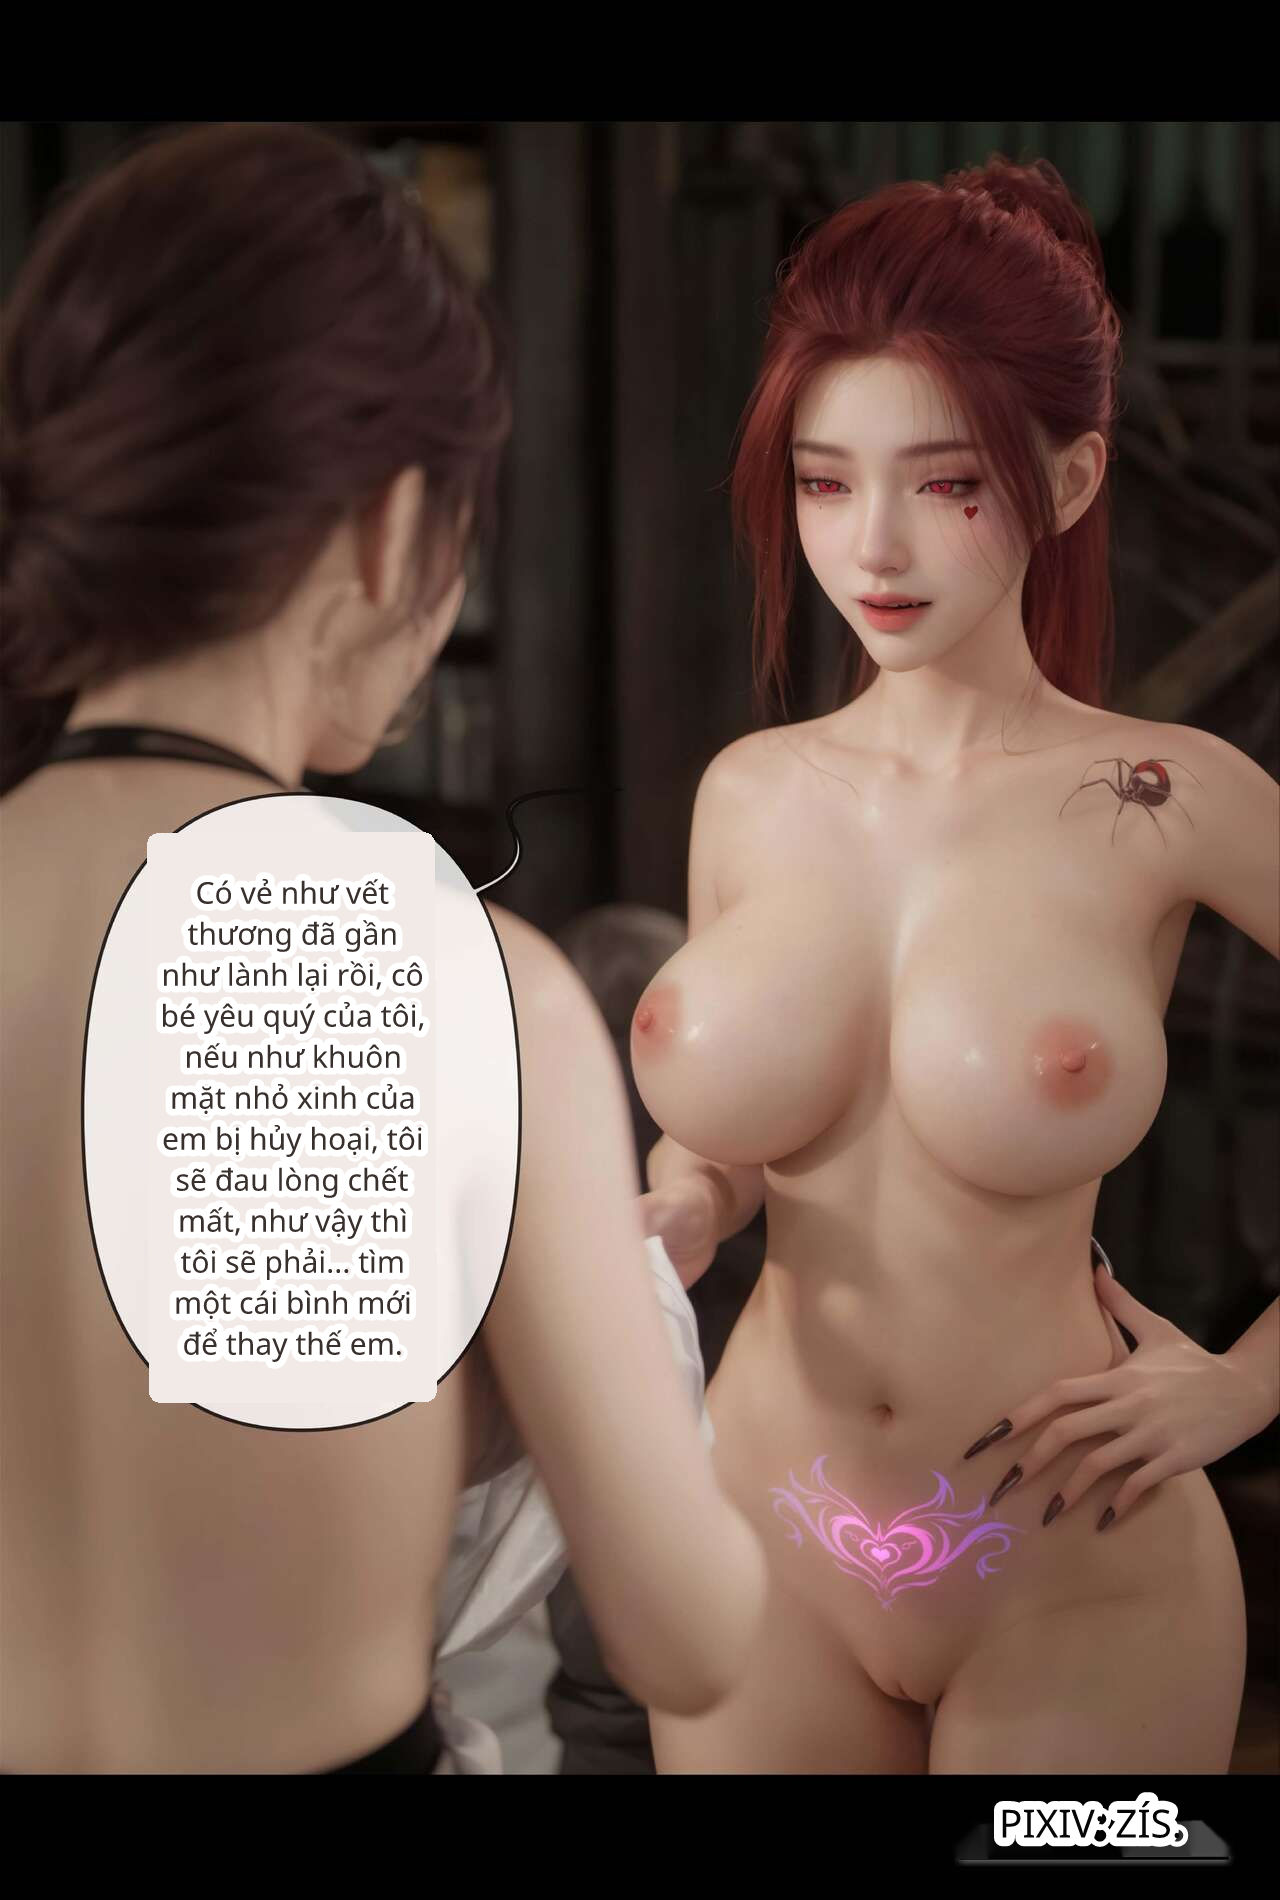 Có vẻ như vết
thương đã gần
như lành lại rồi, cô
bé yêu quý của tôi,
nếu như khuôn
mặt nhỏ xinh của
em bị hủy hoại, tôi
sẽ đau lòng chết
mất, như vậy thì
tôi sẽ phải... tìm
một cái bình mới
để thay thế em.
PIXIV:ZÍS,